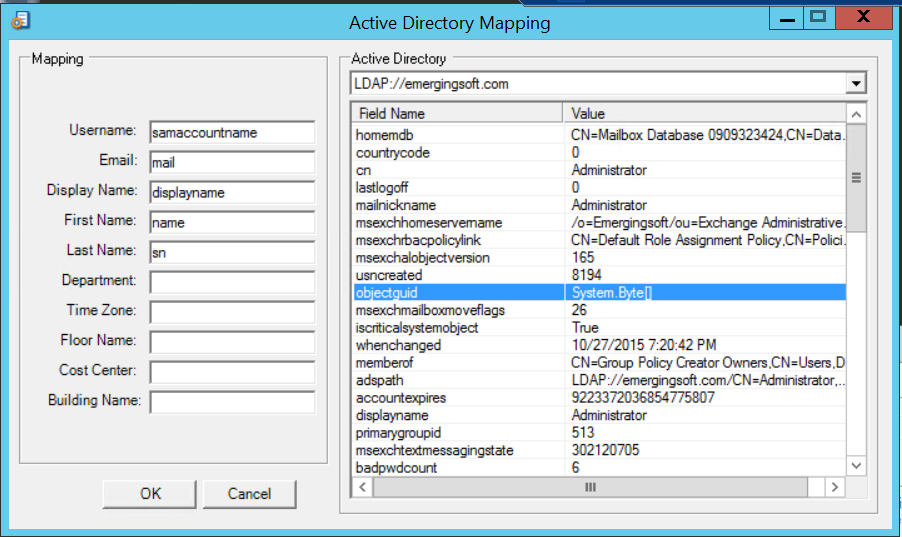 Active Directory Mapping
Mapping
Username: samaccountname
Email: mail
Display Name: displayname
First Name: name
Last Name: sn
Department:
Time Zone:
Floor Name:
Cost Center:
Building Name:
OK Cancel
Active Directory
LDAP://emergingsoft.com
Field Name Value
homemdb CN=Mailbox Database 0909323424,CN=Data...
countrycode 0
cn Administrator
lastlogoff 0
mailnickname Administrator
msexchhomeservername /o=Emergingsoft/ou=Exchange Administrative...
msexchrbacpolicylink CN=Default Role Assignment Policy,CN=Polici...
msexchalobjectversion 165
usncreated 8194
objectguid System.Byte[]
msexchmailboxmoveflags 26
iscriticalsystemobject True
whenchanged 10/27/2015 7:20:42 PM
memberof CN=Group Policy Creator Owners,CN=Users,D...
adspath LDAP://emergingsoft.com/CN=Administrator,...
accountexpires 9223372036854775807
displayname Administrator
primarygroupid 513
msexchtextmessagingstate 302120705
badpwdcount 6